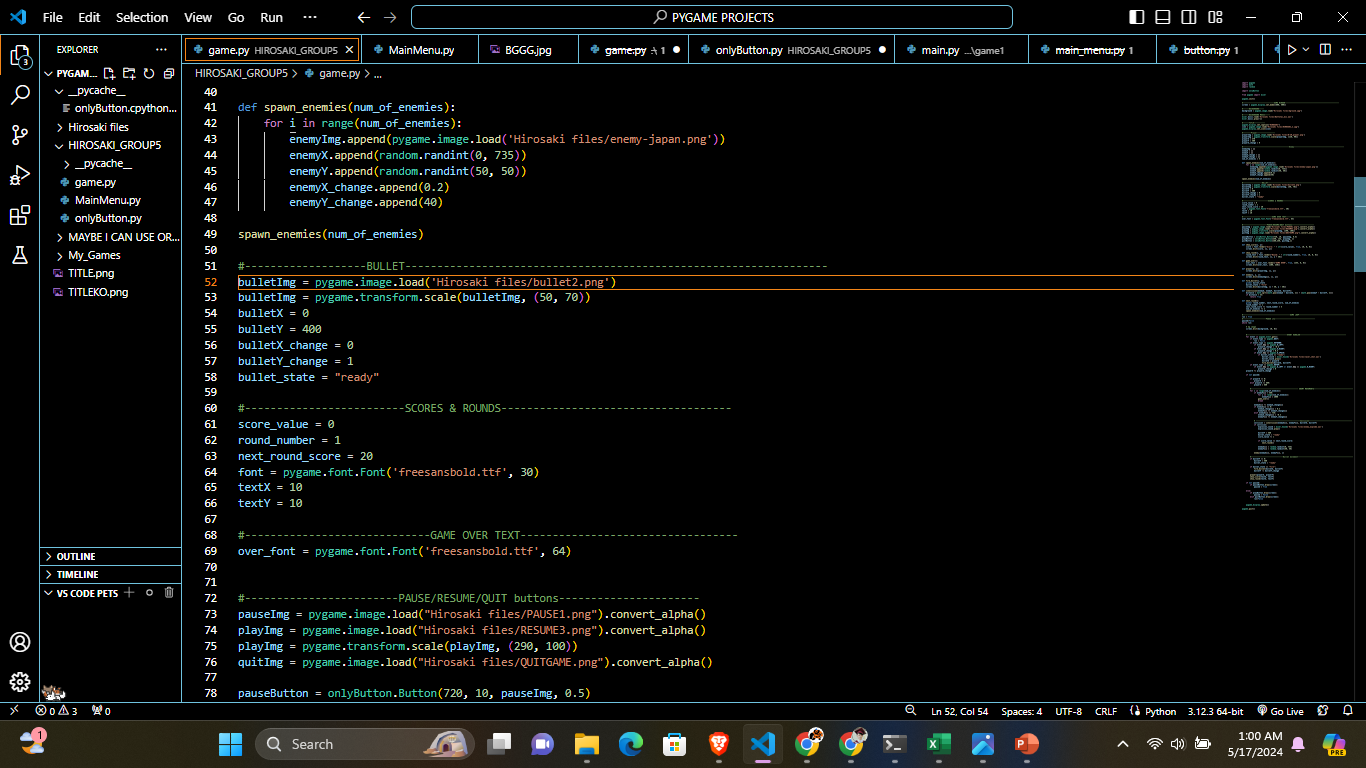 File Edit Selection View Go Run ··· PYGAME PROJECTS
EXPLORER ···
game.py HIROSAKI_GROUP5 MainMenu.py BGGG.jpg game.py 1 onlyButton.py HIROSAKI_GROUP5 main.py ...\game1 main_menu.py 1 button.py 1
HIROSAKI_GROUP5 > game.py > ...
PYGAM...
__pycache__
onlyButton.cpython...
Hirosaki files
HIROSAKI_GROUP5
__pycache__
game.py
MainMenu.py
onlyButton.py
MAYBE I CAN USE OR...
My_Games
TITLE.png
TITLEKO.png
OUTLINE
TIMELINE
VS CODE PETS
40
41 def spawn_enemies(num_of_enemies):
42 for i in range(num_of_enemies):
43 enemyImg.append(pygame.image.load('Hirosaki files/enemy-japan.png'))
44 enemyX.append(random.randint(0, 735))
45 enemyY.append(random.randint(50, 50))
46 enemyX_change.append(0.2)
47 enemyY_change.append(40)
48
49 spawn_enemies(num_of_enemies)
50
51 #-------------------BULLET------------------------------------------------------------------
52 bulletImg = pygame.image.load('Hirosaki files/bullet2.png')
53 bulletImg = pygame.transform.scale(bulletImg, (50, 70))
54 bulletX = 0
55 bulletY = 400
56 bulletX_change = 0
57 bulletY_change = 1
58 bullet_state = "ready"
59
60 #-------------------------SCORES & ROUNDS------------------------------------
61 score_value = 0
62 round_number = 1
63 next_round_score = 20
64 font = pygame.font.Font('freesansbold.ttf', 30)
65 textX = 10
66 textY = 10
67
68 #-----------------------------GAME OVER TEXT----------------------------------
69 over_font = pygame.font.Font('freesansbold.ttf', 64)
70
71
72 #------------------------PAUSE/RESUME/QUIT buttons----------------------
73 pauseImg = pygame.image.load("Hirosaki files/PAUSE1.png").convert_alpha()
74 playImg = pygame.image.load("Hirosaki files/RESUME3.png").convert_alpha()
75 playImg = pygame.transform.scale(playImg, (290, 100))
76 quitImg = pygame.image.load("Hirosaki files/QUITGAME.png").convert_alpha()
77
78 pauseButton = onlyButton.Button(720, 10, pauseImg, 0.5)
3
0 3 0 Ln 52, Col 54 Spaces: 4 UTF-8 CRLF Python 3.12.3 64-bit Go Live
1 Search 1:00 AM
5/17/2024
PRE